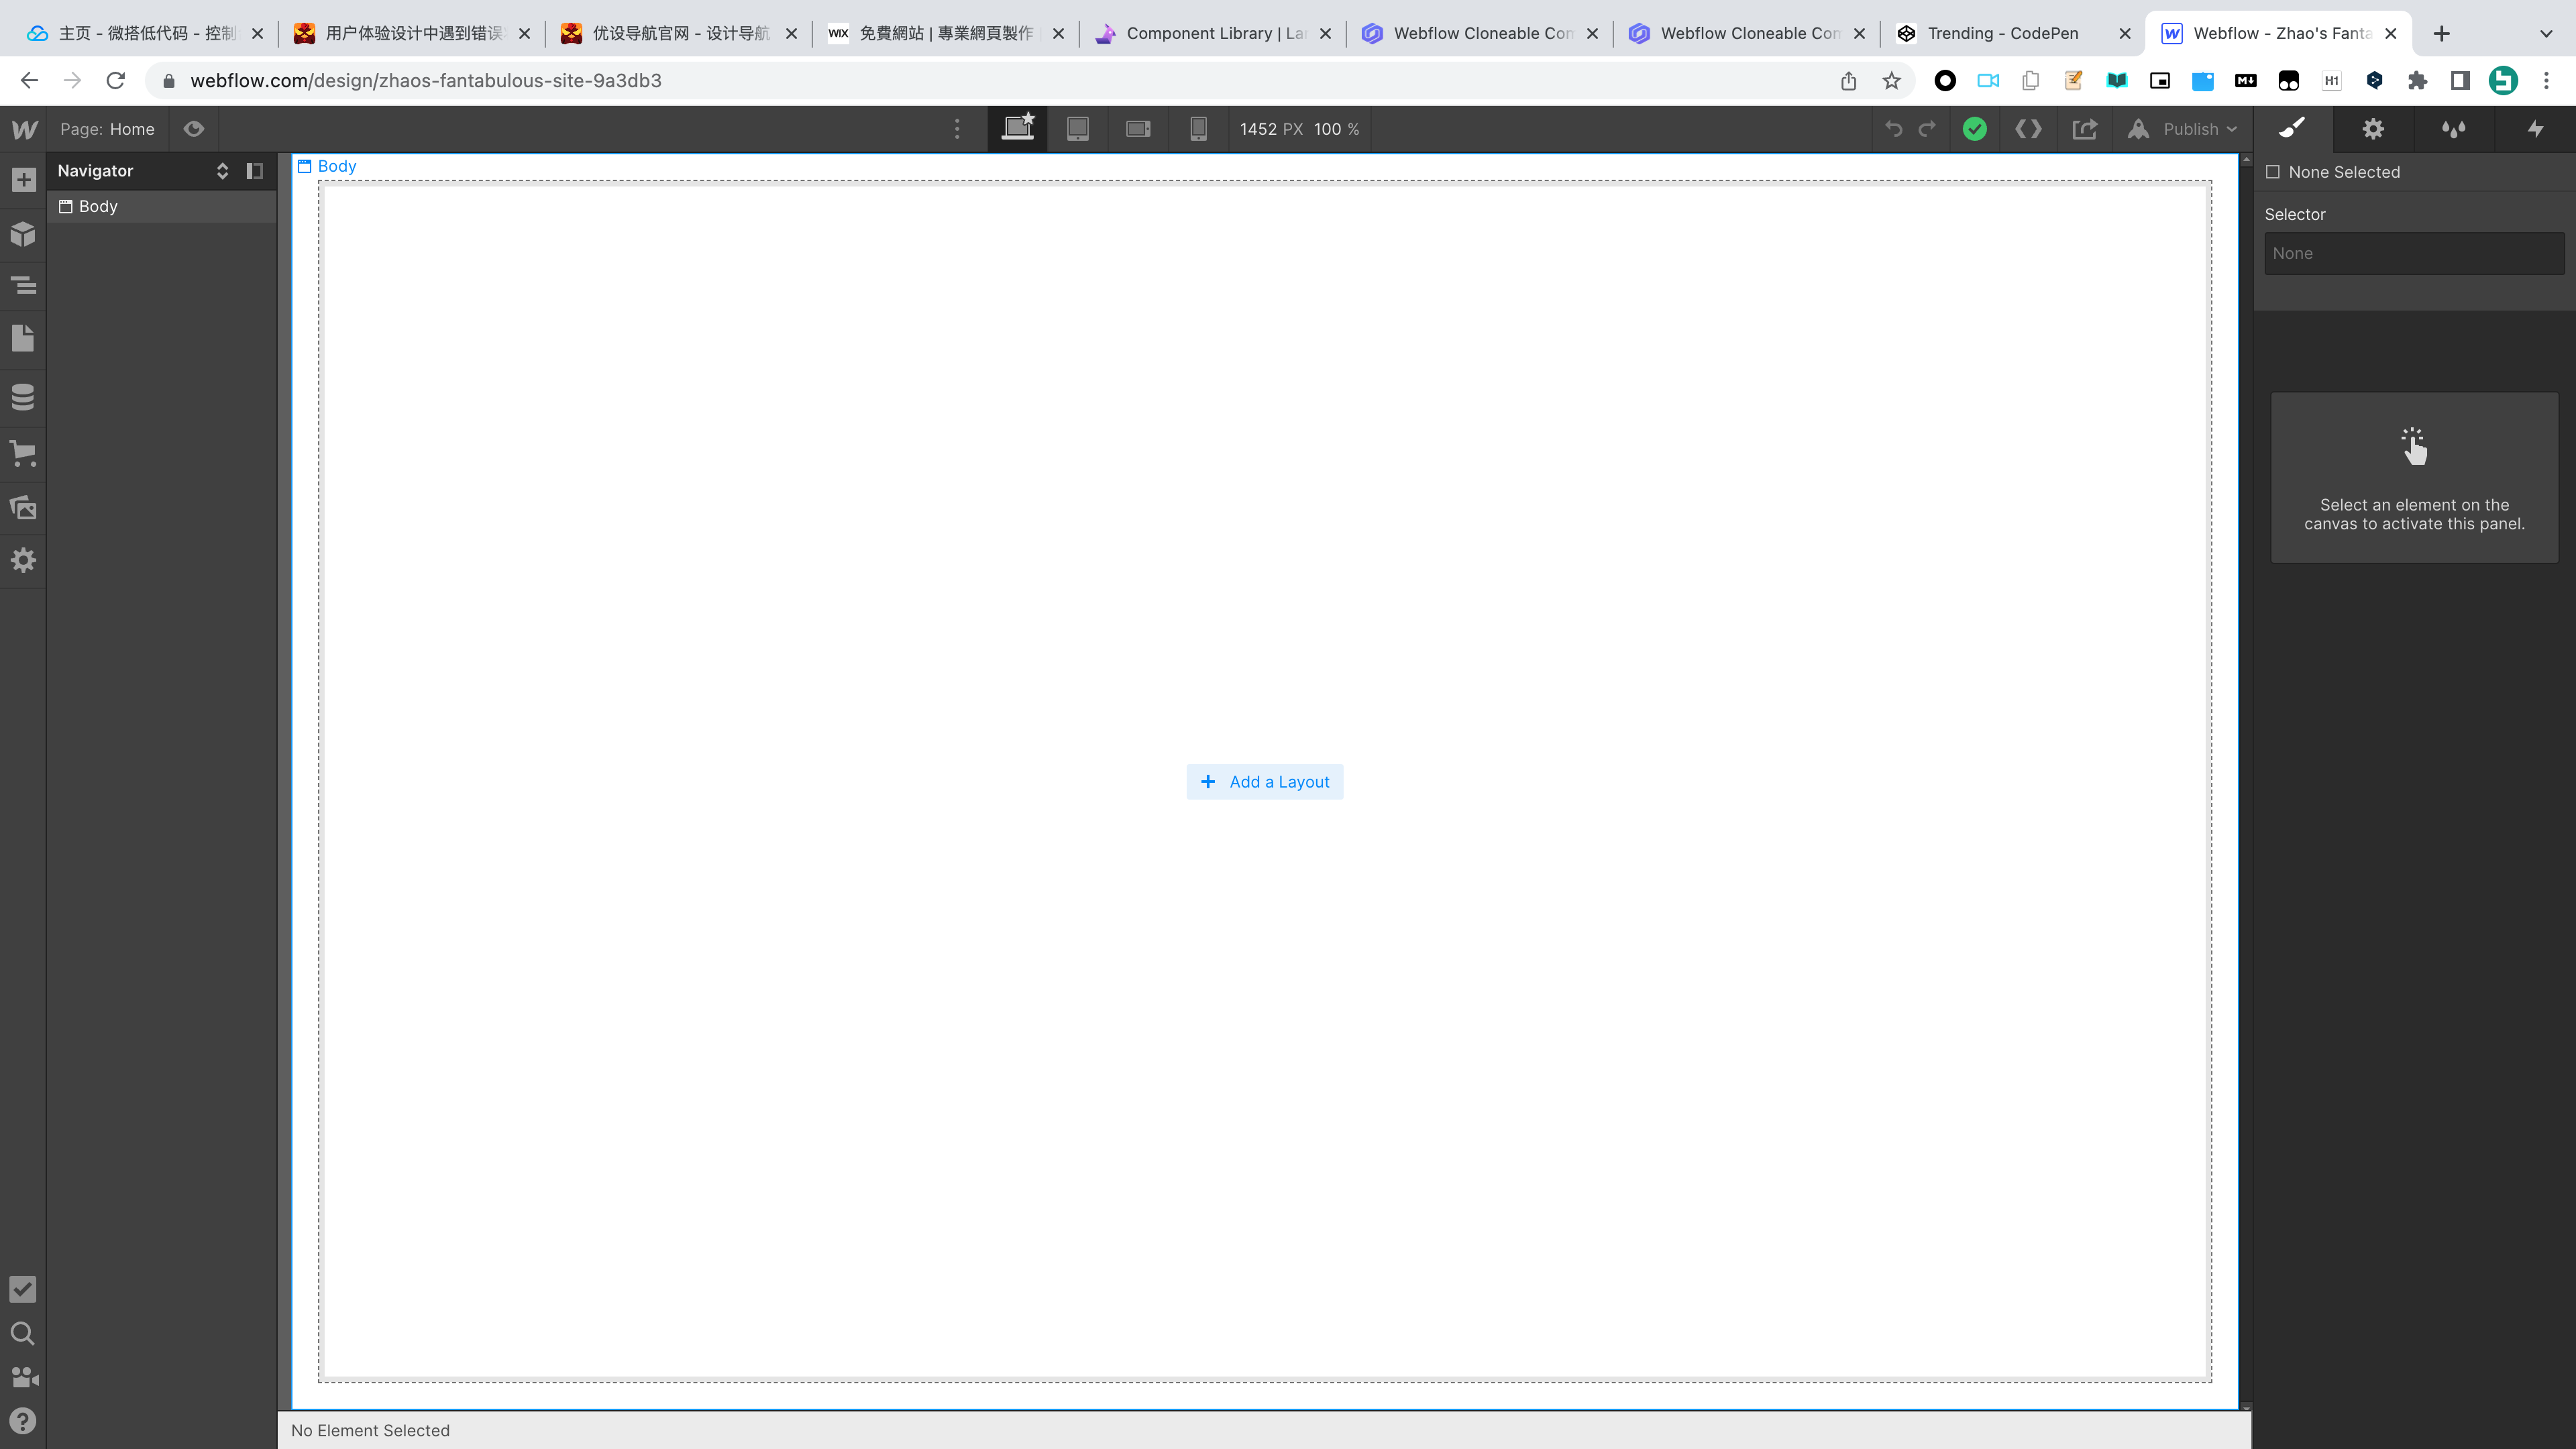 主页 - 微搭低代码 - 控制
用户体验设计中遇到错误
优设导航官网 - 设计导航
WIX 免費網站 | 專業網頁製作
Component Library | La
Webflow Cloneable Con
Webflow Cloneable Con
Trending - CodePen
Webflow - Zhao's Fanta
webflow.com/design/zhaos-fantabulous-site-9a3db3
H1
Page: Home
1452 PX 100 %
Publish
Navigator
Body
Body
None Selected
Selector
None
Select an element on the
canvas to activate this panel.
Add a Layout
No Element Selected